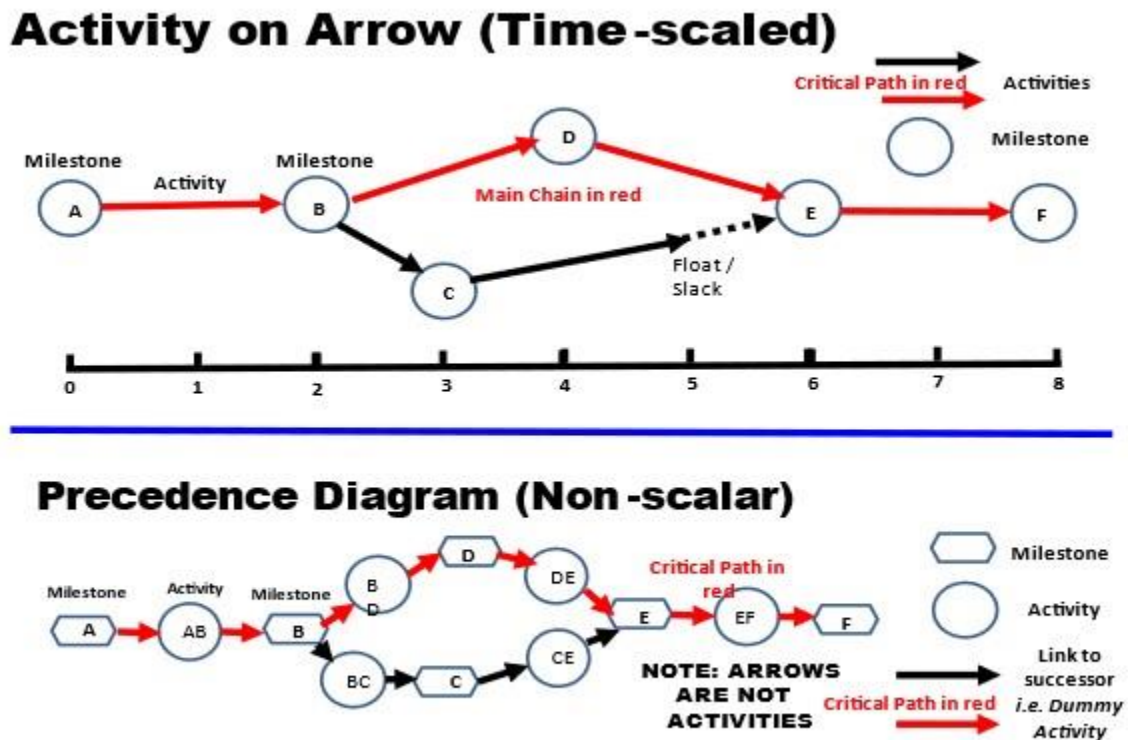 Activity on Arrow (Time-scaled)
Critical Path in red
Activities
Milestone
Milestone
Milestone
Activity
A
B
D
Main Chain in red
C
Float /
Slack
E
F
0 1 2 3 4 5 6 7 8
Precedence Diagram (Non-scalar)
Milestone
Activity
Milestone
A
AB
B
B
D
D
DE
BC
C
CE
Critical Path in
red
E
EF
F
Milestone
Activity
NOTE: ARROWS
ARE NOT
ACTIVITIES
Link to
successor
Critical Path in red
i.e. Dummy
Activity